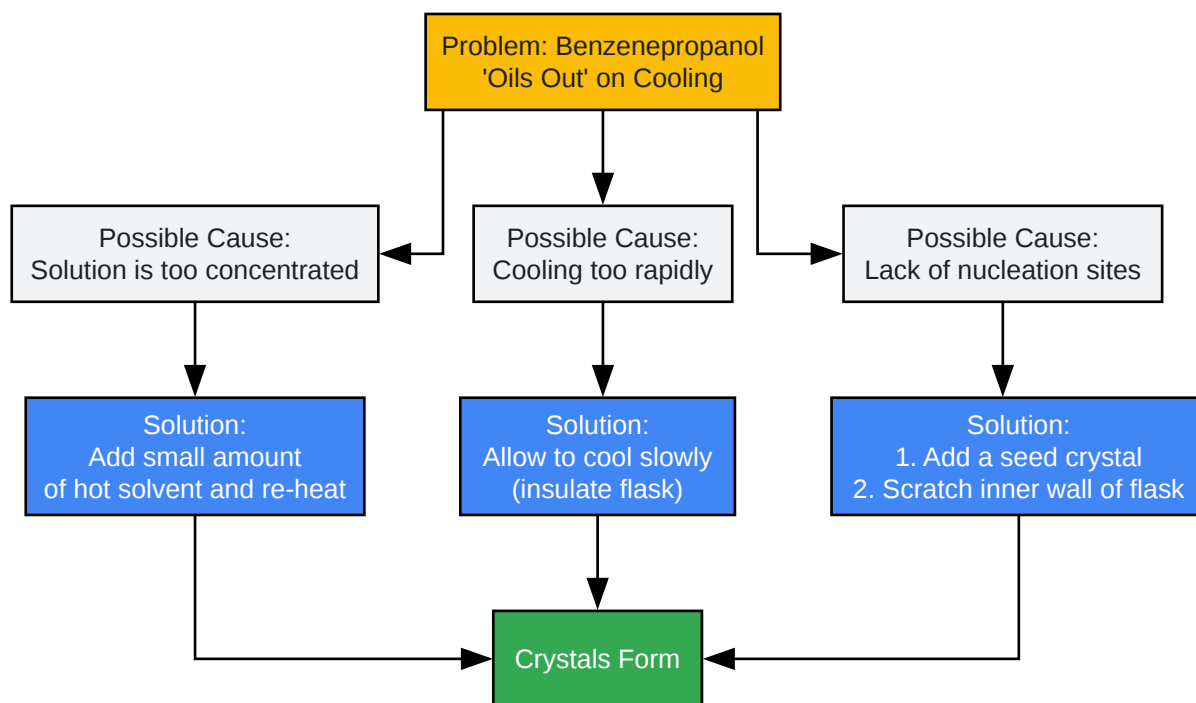 Problem: Benzenepropanol
'Oils Out' on Cooling
Possible Cause:
Solution is too concentrated
Possible Cause:
Cooling too rapidly
Possible Cause:
Lack of nucleation sites
Solution:
Add small amount
of hot solvent and re-heat
Solution:
Allow to cool slowly
(insulate flask)
Solution:
1. Add a seed crystal
2. Scratch inner wall of flask
Crystals Form